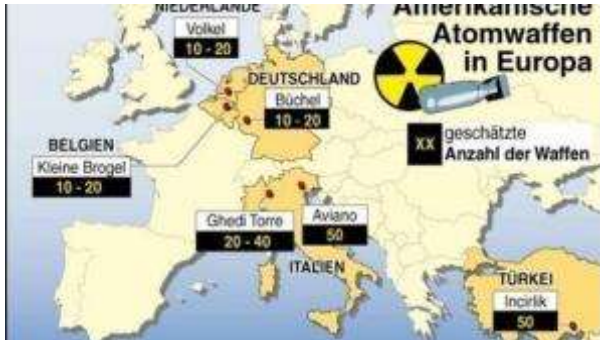 Amerikanische
Atomwaffen
in Europa
XX geschätzte
Anzahl der Waffen
NIEDERLANDE
Volkel
10 - 20
DEUTSCHLAND
Büchel
10 - 20
BELGIEN
Kleine Brogel
10 - 20
Ghedi Torre
20 - 40
Aviano
50
ITALIEN
TÜRKEI
Incirlik
50